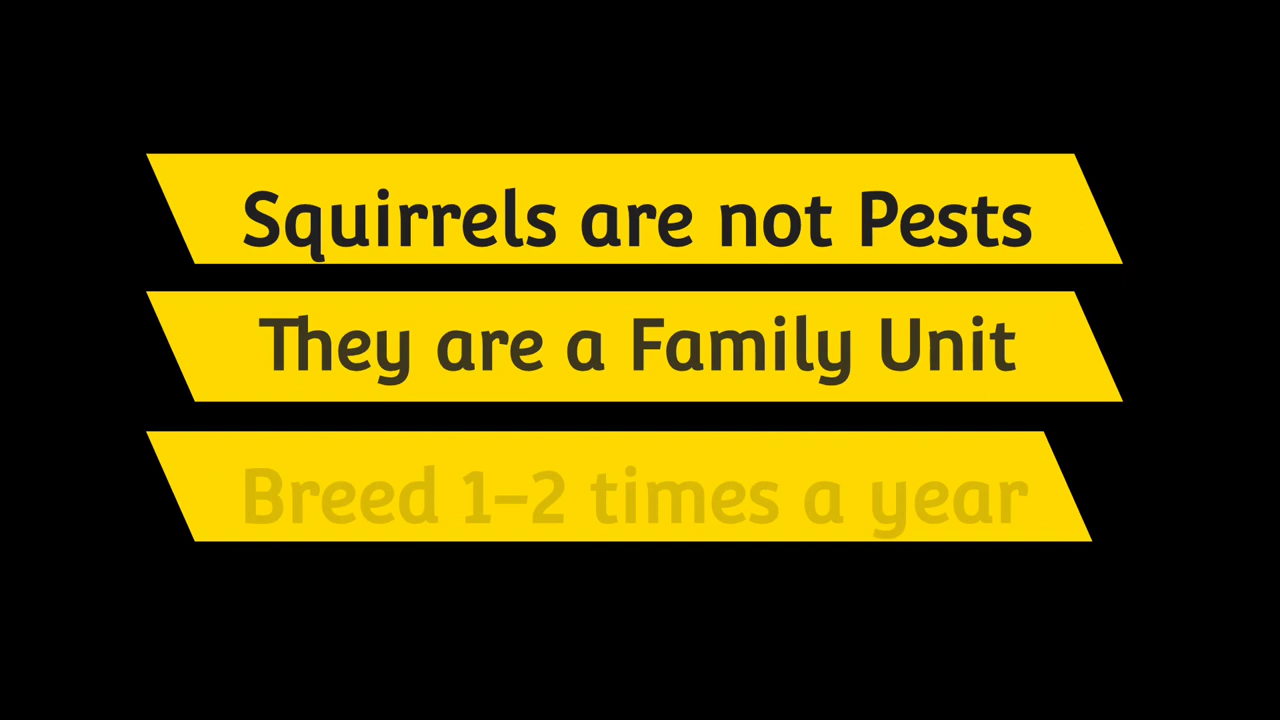 Squirrels are not Pests
They are a Family Unit
Breed 1–2 times a year